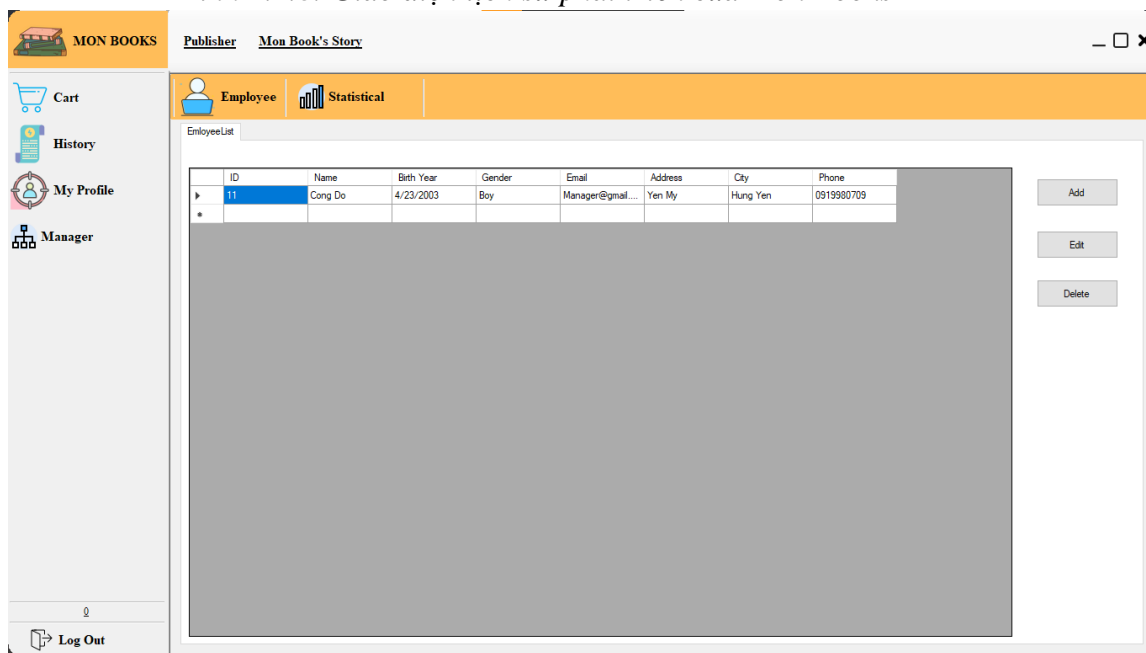 MON BOOKS
Publisher Mon Book's Story
Cart
History
My Profile
Manager
Employee Statistical
EmloyeeList
ID Name Birth Year Gender Email Address City Phone
11 Cong Do 4/23/2003 Boy Manager@gmail.... Yen My Hung Yen 0919980709
Add
Edit
Delete
0
Log Out